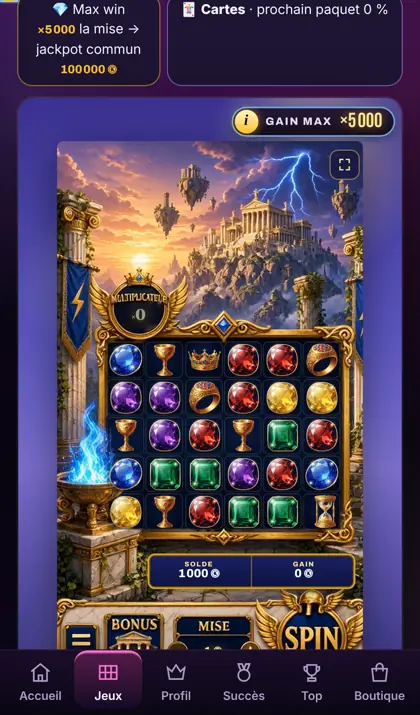 💎 Max win
×5000 la mise →
jackpot commun
100000
🃏 Cartes · prochain paquet 0 %
i GAIN MAX ×5000
MULTIPLICATEUR
×0
SOLDE
1000
GAIN
0
BONUS
MISE
SPIN
Accueil
Jeux
Profil
Succès
Top
Boutique